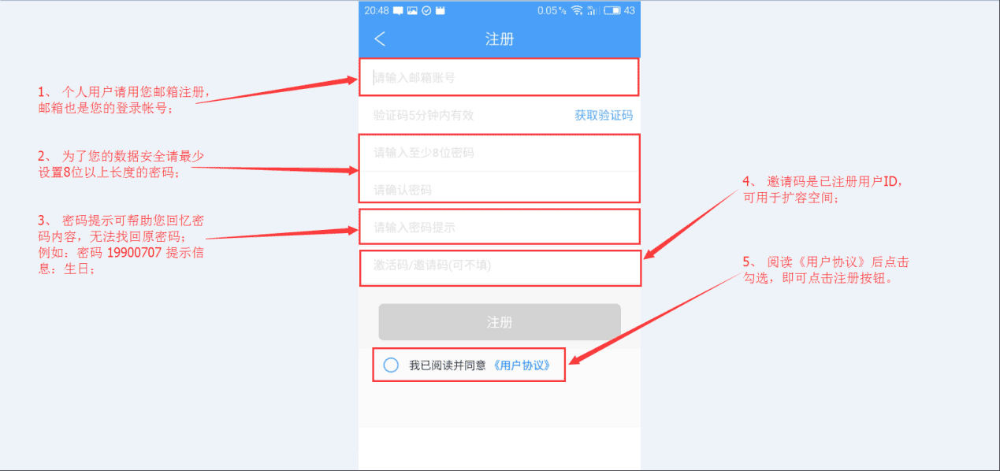 20:48
0.05 ᴷ/s
43
注册
请输入邮箱账号
验证码5分钟内有效
获取验证码
请输入至少8位密码
请确认密码
请输入密码提示
激活码/邀请码(可不填)
注册
我已阅读并同意 《用户协议》
1、 个人用户请用您邮箱注册，
邮箱也是您的登录帐号；
2、 为了您的数据安全请最少
设置8位以上长度的密码；
3、 密码提示可帮助您回忆密
码内容，无法找回原密码；
例如：密码 19900707 提示信
息：生日；
4、 邀请码是已注册用户ID，
可用于扩容空间；
5、 阅读《用户协议》后点击
勾选，即可点击注册按钮。